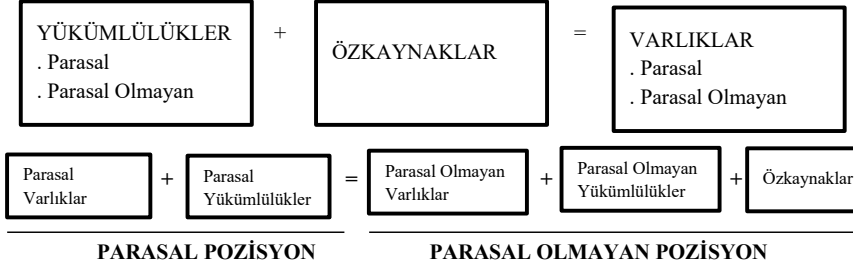 YÜKÜMLÜLÜKLER + ÖZKAYNAKLAR = VARLIKLAR
. Parasal
. Parasal Olmayan
. Parasal
. Parasal Olmayan
Parasal Varlıklar + Parasal Yükümlülükler = Parasal Olmayan Varlıklar + Parasal Olmayan Yükümlülükler + Özkaynaklar
PARASAL POZİSYON
PARASAL OLMAYAN POZİSYON